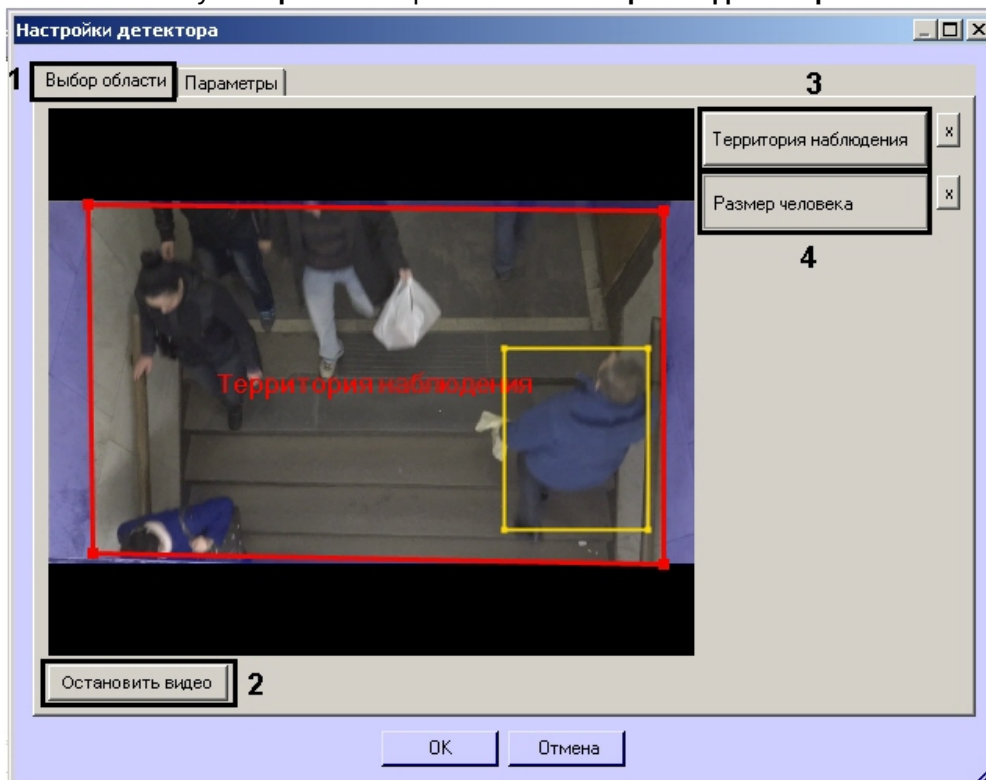 Настройки детектора
1
Выбор области
Параметры
3
Территория наблюдения
x
Размер человека
x
4
Территория наблюдения
Остановить видео
2
OK
Отмена